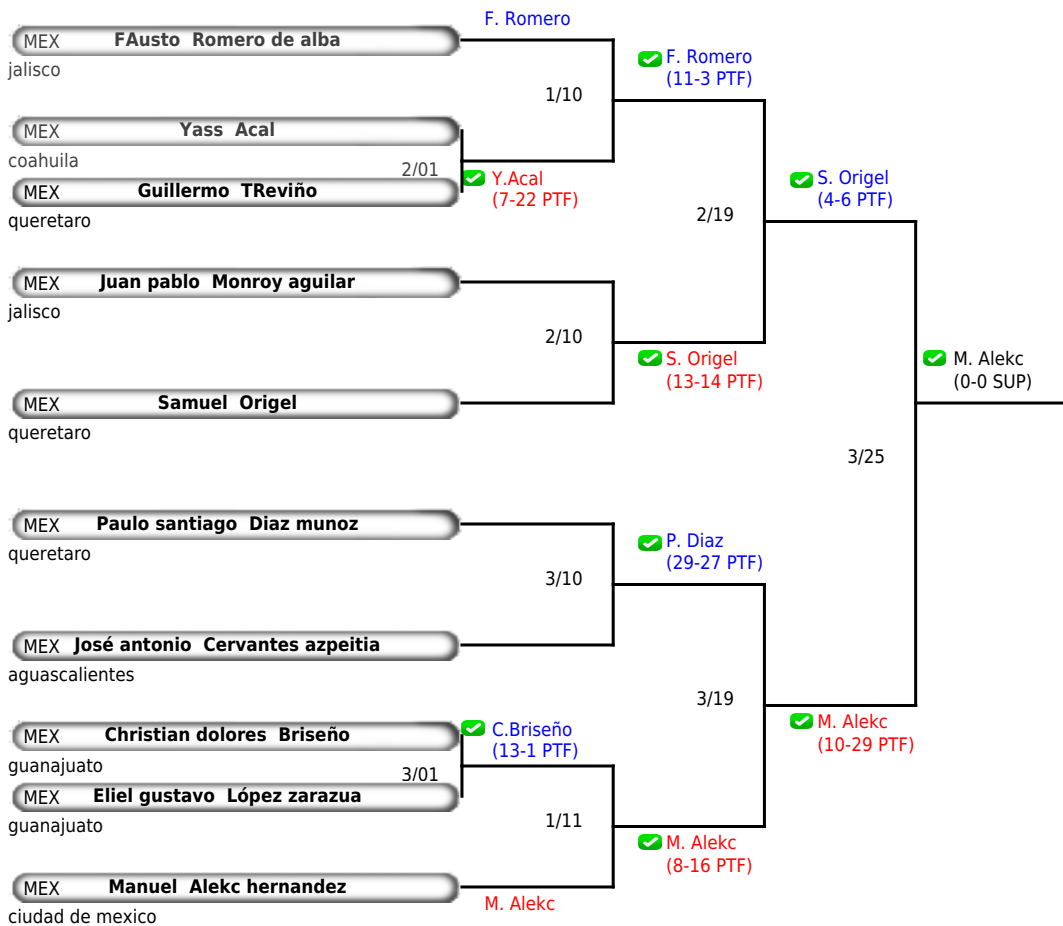 F. Romero
MEX FAusto Romero de alba
jalisco
F. Romero
(11-3 PTF)
1/10
MEX Yass Acal
coahuila
2/01
Y.Acal
(7-22 PTF)
MEX Guillermo TReviño
queretaro
S. Origel
(4-6 PTF)
2/19
MEX Juan pablo Monroy aguilar
jalisco
2/10
S. Origel
(13-14 PTF)
M. Alekc
(0-0 SUP)
MEX Samuel Origel
queretaro
3/25
MEX Paulo santiago Diaz munoz
queretaro
P. Diaz
(29-27 PTF)
3/10
MEX José antonio Cervantes azpeitia
aguascalientes
3/19
M. Alekc
(10-29 PTF)
MEX Christian dolores Briseño
guanajuato
C.Briseño
(13-1 PTF)
3/01
MEX Eliel gustavo López zarazua
guanajuato
1/11
M. Alekc
(8-16 PTF)
MEX Manuel Alekc hernandez
ciudad de mexico
M. Alekc